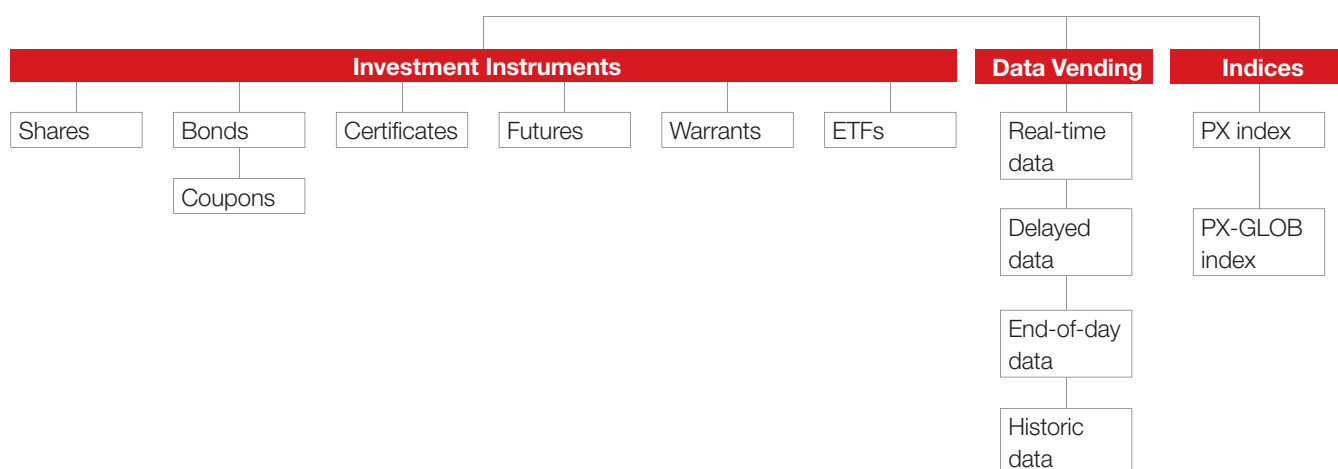 Investment Instruments
Data Vending
Indices
Shares
Bonds
Certificates
Futures
Warrants
ETFs
Real-time
data
PX index
Coupons
Delayed
data
PX-GLOB
index
End-of-day
data
Historic
data